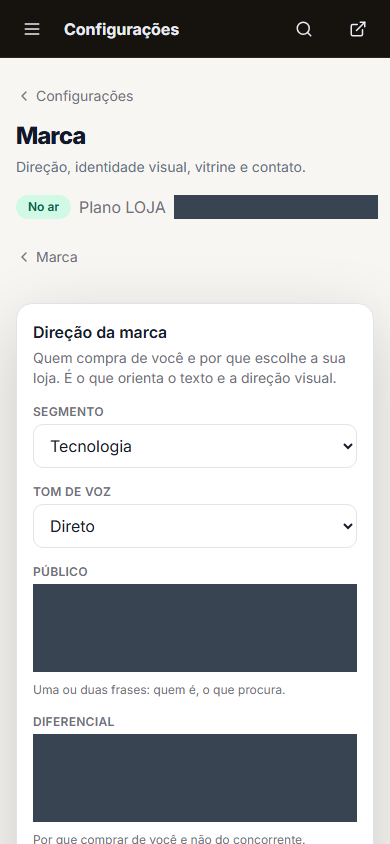 Configurações
Configurações
Marca
Direção, identidade visual, vitrine e contato.
No ar
Plano LOJA
Marca
Direção da marca
Quem compra de você e por que escolhe a sua
loja. É o que orienta o texto e a direção visual.
SEGMENTO
Tecnologia
TOM DE VOZ
Direto
PÚBLICO
Uma ou duas frases: quem é, o que procura.
DIFERENCIAL
Por que comprar de você e não do concorrente.